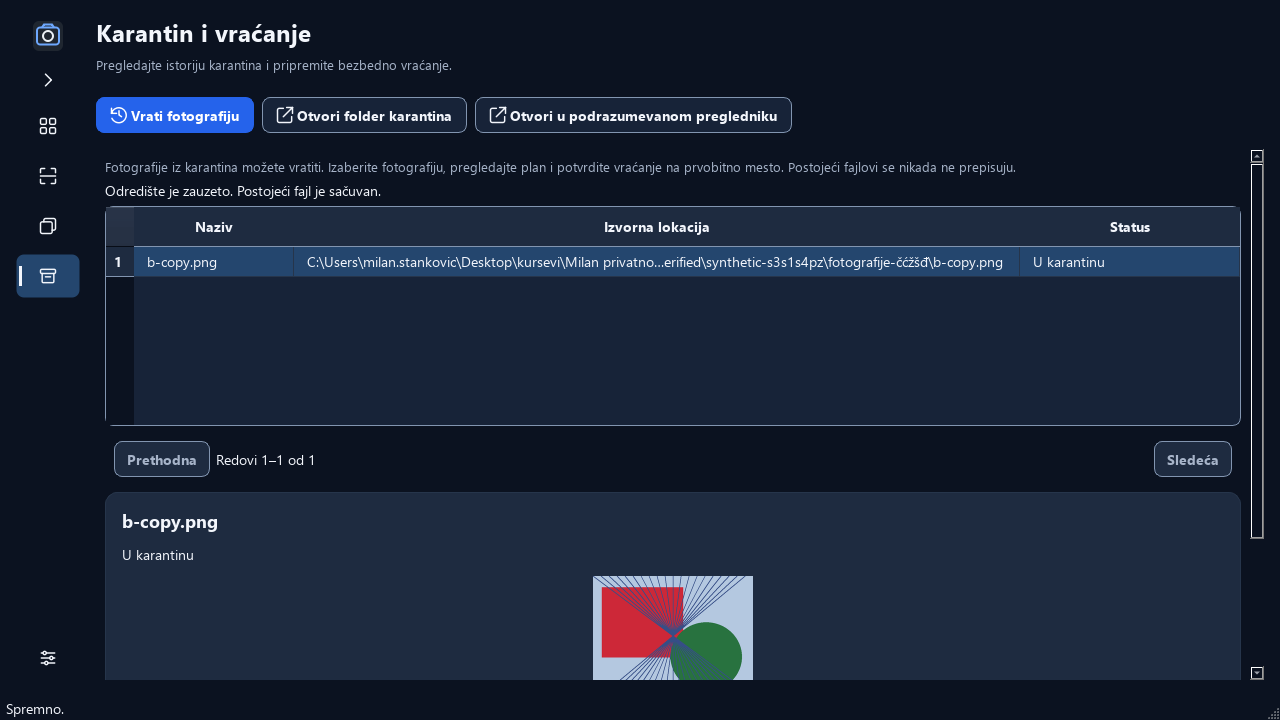 Karantin i vraćanje
Pregledajte istoriju karantina i pripremite bezbedno vraćanje.
Vrati fotografiju Otvori folder karantina Otvori u podrazumevanom pregledniku
Fotografije iz karantina možete vratiti. Izaberite fotografiju, pregledajte plan i potvrdite vraćanje na prvobitno mesto. Postojeći fajlovi se nikada ne prepisuju.
Odredište je zauzeto. Postojeći fajl je sačuvan.
Naziv Izvorna lokacija Status
1 b-copy.png C:\Users\milan.stankovic\Desktop\kursevi\Milan privatno...erified\synthetic-s3s1s4pz\fotografije-čćžšđ\b-copy.png U karantinu
Prethodna Redovi 1–1 od 1 Sledeća
b-copy.png
U karantinu
Spremno.